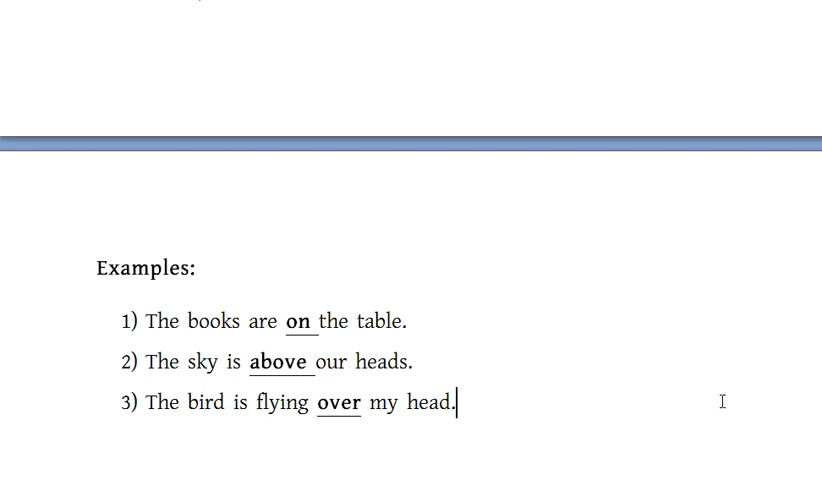 Examples:
1) The books are on the table.
2) The sky is above our heads.
3) The bird is flying over my head.